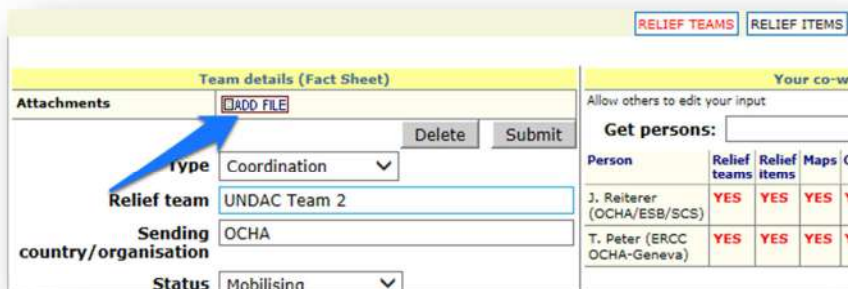 RELIEF TEAMS RELIEF ITEMS
Team details (Fact Sheet)
Attachments ADD FILE
Delete Submit
Type Coordination
Relief team UNDAC Team 2
Sending country/organisation OCHA
Status Mobilising
Your co-w
Allow others to edit your input
Get persons:
Person Relief teams Relief items Maps
J. Reiterer (OCHA/ESB/SCS) YES YES YES
T. Peter (ERCC OCHA-Geneva) YES YES YES